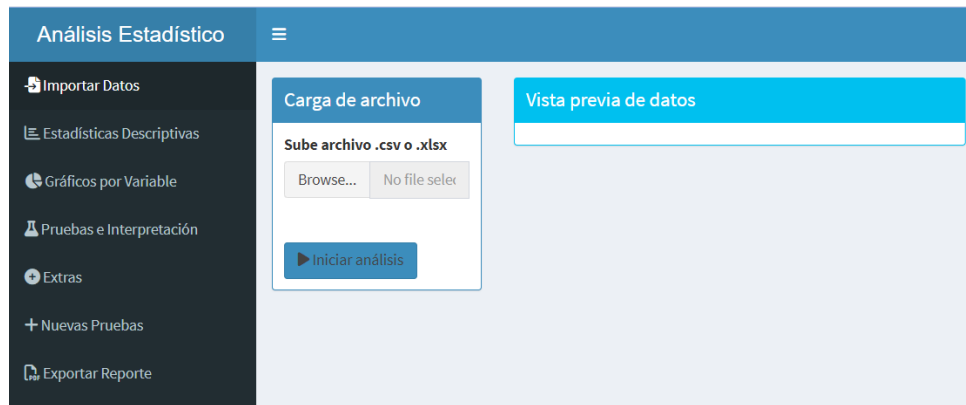 Análisis Estadístico
Importar Datos
Estadísticas Descriptivas
Gráficos por Variable
Pruebas e Interpretación
Extras
Nuevas Pruebas
Exportar Reporte
Carga de archivo
Sube archivo .csv o .xlsx
Browse... No file selec
Iniciar análisis
Vista previa de datos